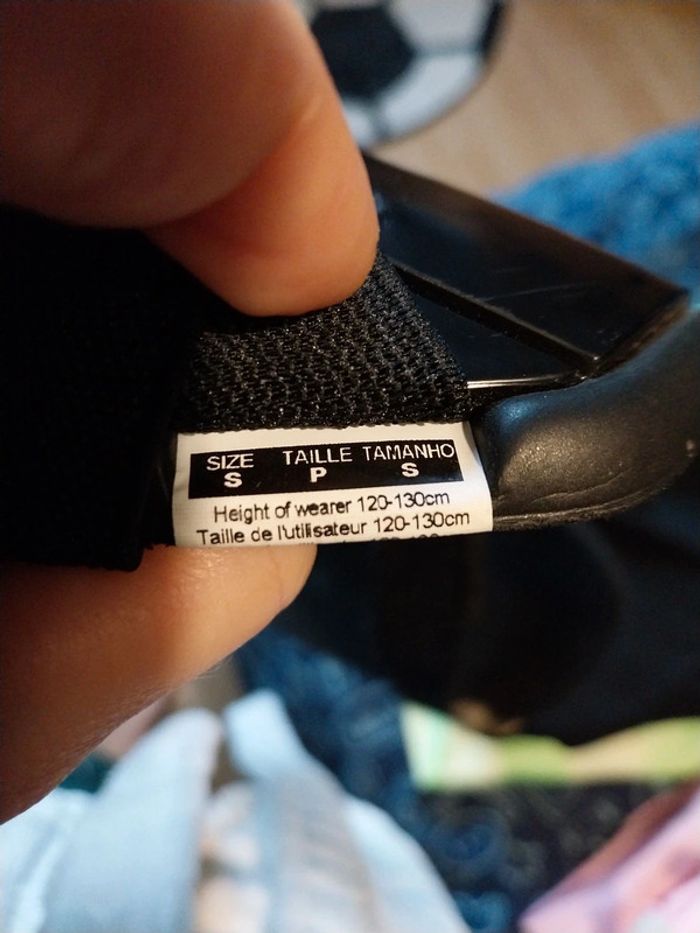 SIZE TAILLE TAMANHO
S P S
Height of wearer 120-130cm
Taille de l'utilisateur 120-130cm